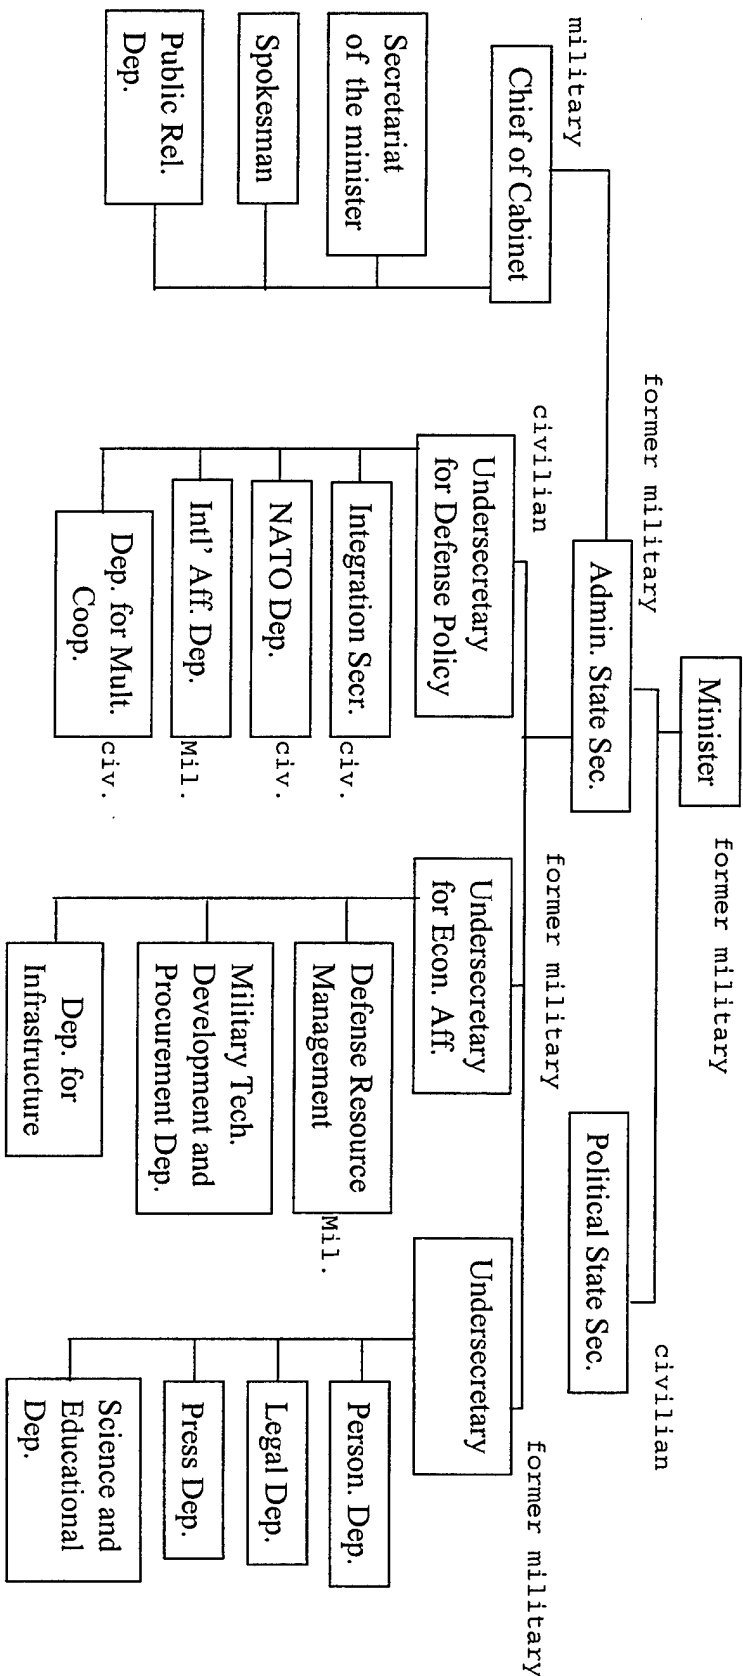 former military
Minister
former military
civilian
Admin. State Sec.
Political State Sec.
military
Chief of Cabinet
civilian
former military
former military
Undersecretary
for Defense Policy
Undersecretary
for Econ. Aff.
Undersecretary
Secretariat
of the minister
Spokesman
Public Rel.
Dep.
Integration Secr.
civ.
NATO Dep.
civ.
Intl' Aff. Dep.
Mil.
Dep. for Mult.
Coop.
civ.
Defense Resource
Management
Mil.
Military Tech.
Development and
Procurement Dep.
Dep. for
Infrastructure
Person. Dep.
Legal Dep.
Press Dep.
Science and
Educational
Dep.